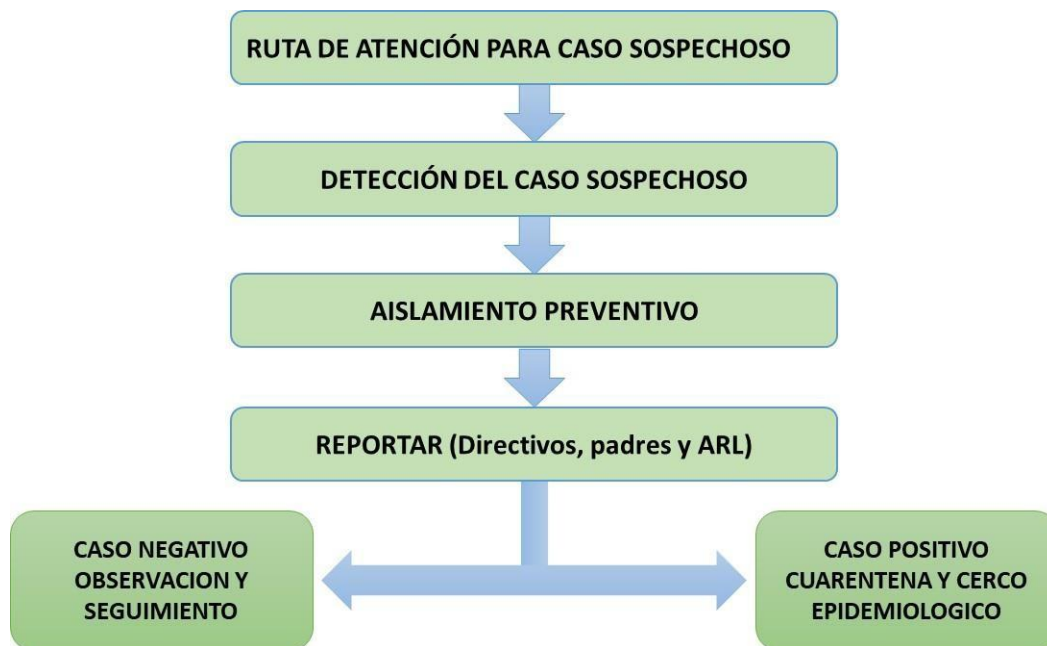 RUTA DE ATENCIÓN PARA CASO SOSPECHOSO
DETECCIÓN DEL CASO SOSPECHOSO
AISLAMIENTO PREVENTIVO
REPORTAR (Directivos, padres y ARL)
CASO NEGATIVO
OBSERVACION Y
SEGUIMIENTO
CASO POSITIVO
CUARENTENA Y CERCO
EPIDEMIOLOGICO